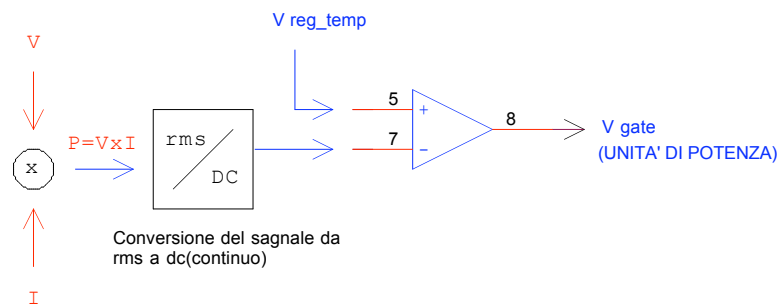 V reg_temp
V
5
+
8
P=VxI
rms
7
V gate
-
(UNITA' DI POTENZA)
x
DC
Conversione del sagnale da
rms a dc(continuo)
I